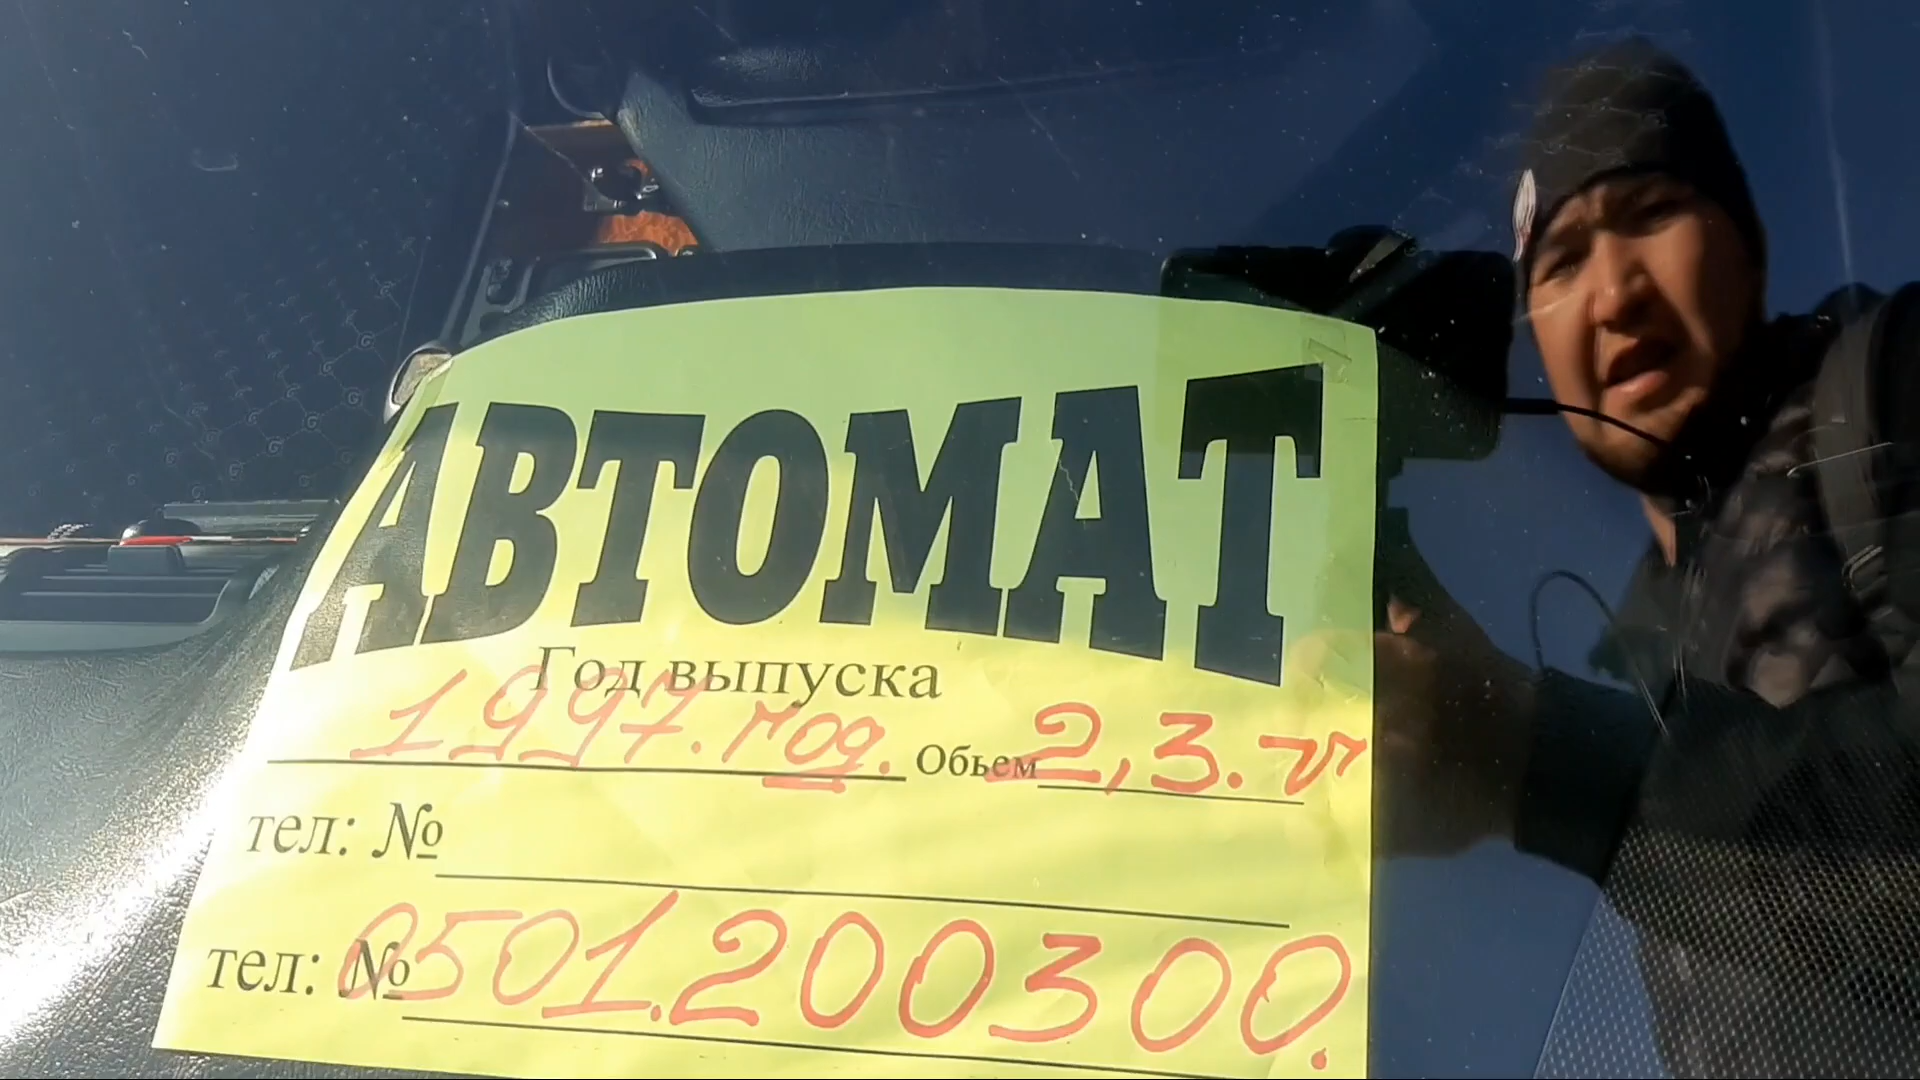 АВТОМАТ
Год выпуска
1997. год. Обьем 2,3.
тел: №
тел: № 0501.200300.